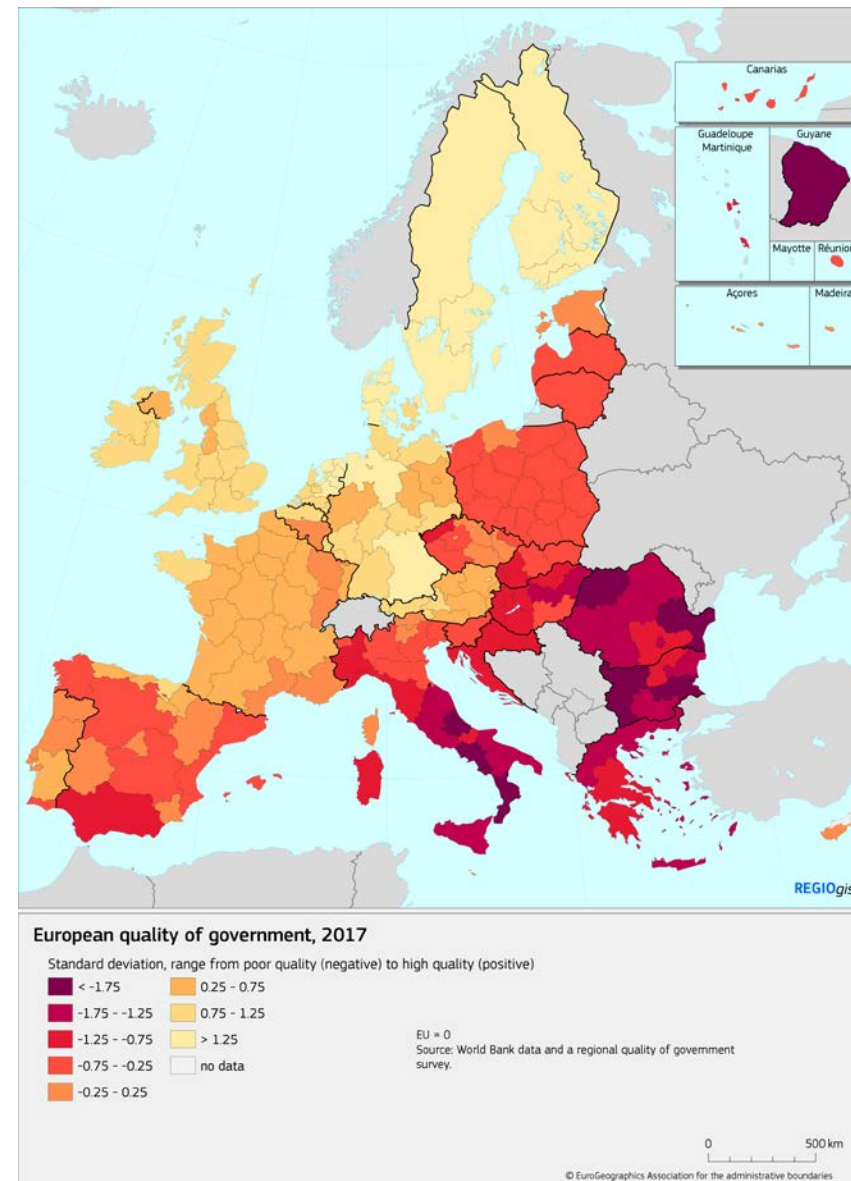 Canarias
Guadeloupe Guyane
Martinique
Mayotte Réunion
Açores Madeira
REGIOgis
European quality of government, 2017
Standard deviation, range from poor quality (negative) to high quality (positive)
< -1.75 0.25 - 0.75
-1.75 - -1.25 0.75 - 1.25
-1.25 - -0.75 > 1.25
-0.75 - -0.25 no data
-0.25 - 0.25
EU = 0
Source: World Bank data and a regional quality of government
survey.
0 500 km
© EuroGeographics Association for the administrative boundaries